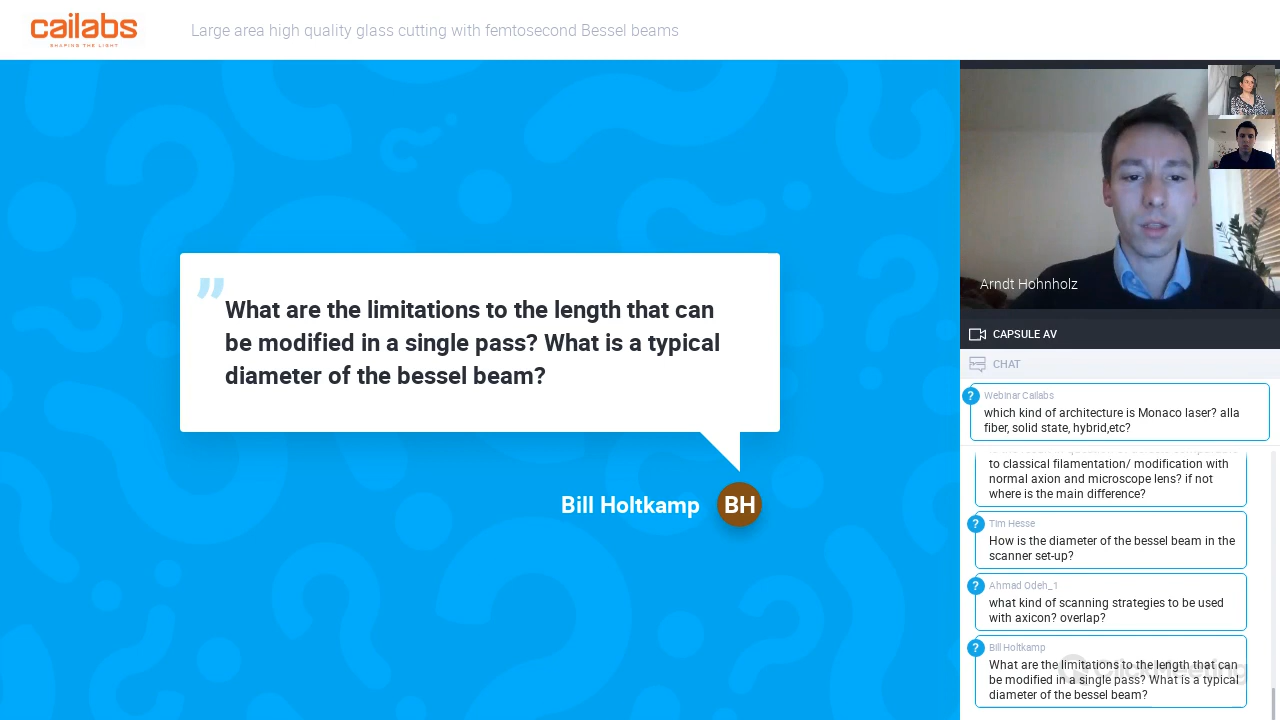 cailabs
SHAPING THE LIGHT
Large area high quality glass cutting with femtosecond Bessel beams
What are the limitations to the length that can
be modified in a single pass? What is a typical
diameter of the bessel beam?
Bill Holtkamp
BH
Arndt Hohnholz
CAPSULE AV
CHAT
?
Webinar Cailabs
which kind of architecture is Monaco laser? alla
fiber, solid state, hybrid,etc?
to classical filamentation/ modification with
normal axion and microscope lens? if not
where is the main difference?
?
Tim Hesse
How is the diameter of the bessel beam in the
scanner set-up?
?
Ahmad Odeh_1
what kind of scanning strategies to be used
with axicon? overlap?
?
Bill Holtkamp
What are the limitations to the length that can
be modified in a single pass? What is a typical
diameter of the bessel beam?